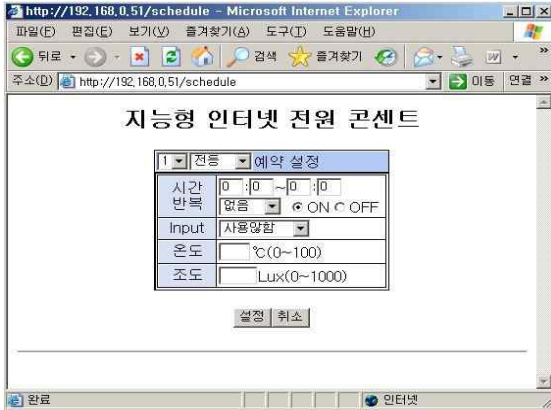 http://192.168.0.51/schedule - Microsoft Internet Explorer
파일(F) 편집(E) 보기(V) 즐겨찾기(A) 도구(T) 도움말(H)
뒤로 검색 즐겨찾기
주소(D) http://192.168.0.51/schedule 이동 연결 »
지능형 인터넷 전원 콘센트
1 전등 예약 설정
시간 0 :0 ~0 :0
반복 없음 ON OFF
Input 사용않함
온도 ℃(0~100)
조도 Lux(0~1000)
설정 취소
완료 인터넷